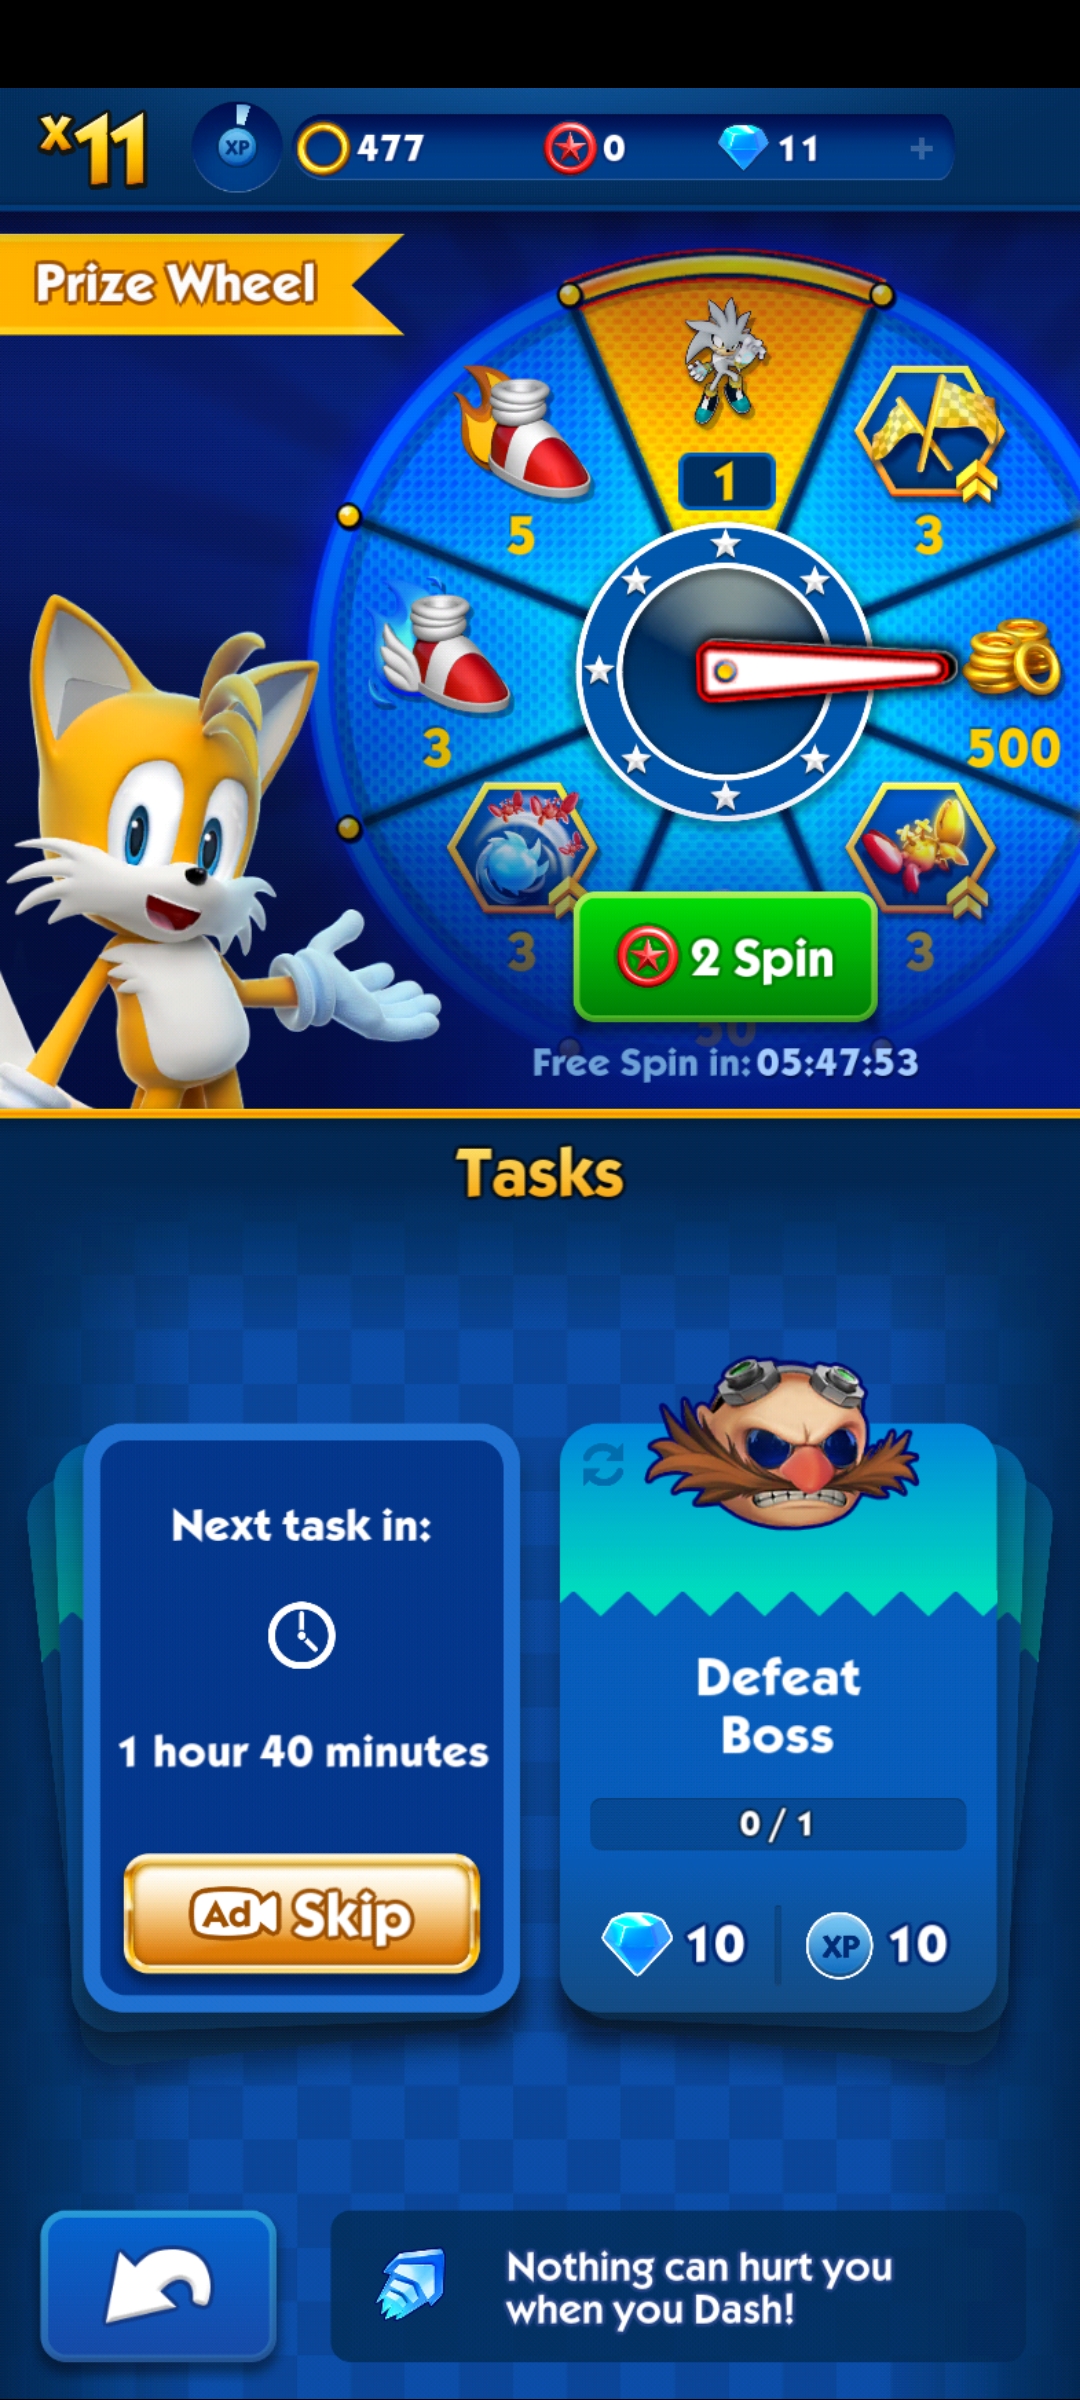 x11
XP
477
0
11
+
Prize Wheel
1
5
3
3
500
3
3
2 Spin
50
Free Spin in: 05:47:53
Tasks
Next task in:
1 hour 40 minutes
Ad Skip
Defeat
Boss
0 / 1
10
XP 10
Nothing can hurt you
when you Dash!